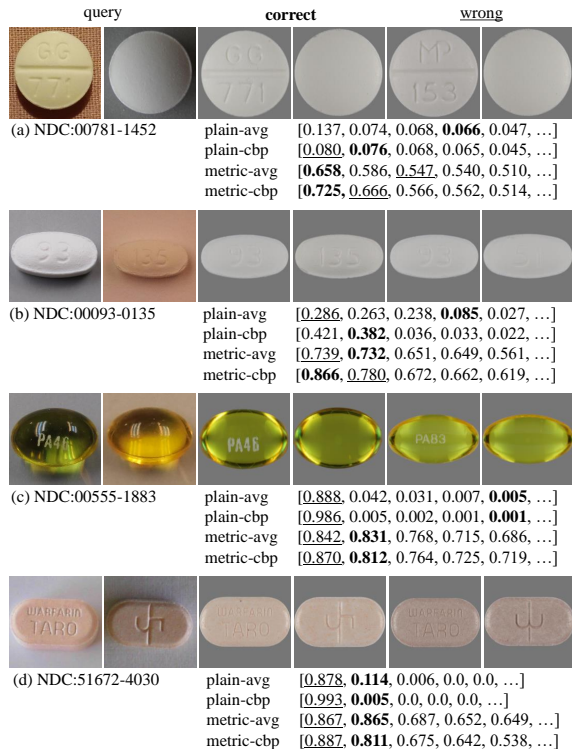 query correct wrong
GG 771 GG 771 MP 153
(a) NDC:00781-1452
plain-avg [0.137, 0.074, 0.068, 0.066, 0.047, …]
plain-cbp [0.080, 0.076, 0.068, 0.065, 0.045, …]
metric-avg [0.658, 0.586, 0.547, 0.540, 0.510, …]
metric-cbp [0.725, 0.666, 0.566, 0.562, 0.514, …]
93 135 93 135 93
(b) NDC:00093-0135
plain-avg [0.286, 0.263, 0.238, 0.085, 0.027, …]
plain-cbp [0.421, 0.382, 0.036, 0.033, 0.022, …]
metric-avg [0.739, 0.732, 0.651, 0.649, 0.561, …]
metric-cbp [0.866, 0.780, 0.672, 0.662, 0.619, …]
PA46 PA46 PA83
(c) NDC:00555-1883
plain-avg [0.888, 0.042, 0.031, 0.007, 0.005, …]
plain-cbp [0.986, 0.005, 0.002, 0.001, 0.001, …]
metric-avg [0.842, 0.831, 0.768, 0.715, 0.686, …]
metric-cbp [0.870, 0.812, 0.764, 0.725, 0.719, …]
WARFARIN TARO 5 WARFARIN TARO 5 WARFARIN TARO 3
(d) NDC:51672-4030
plain-avg [0.878, 0.114, 0.006, 0.0, 0.0, …]
plain-cbp [0.993, 0.005, 0.0, 0.0, 0.0, …]
metric-avg [0.867, 0.865, 0.687, 0.652, 0.649, …]
metric-cbp [0.887, 0.811, 0.675, 0.642, 0.538, …]